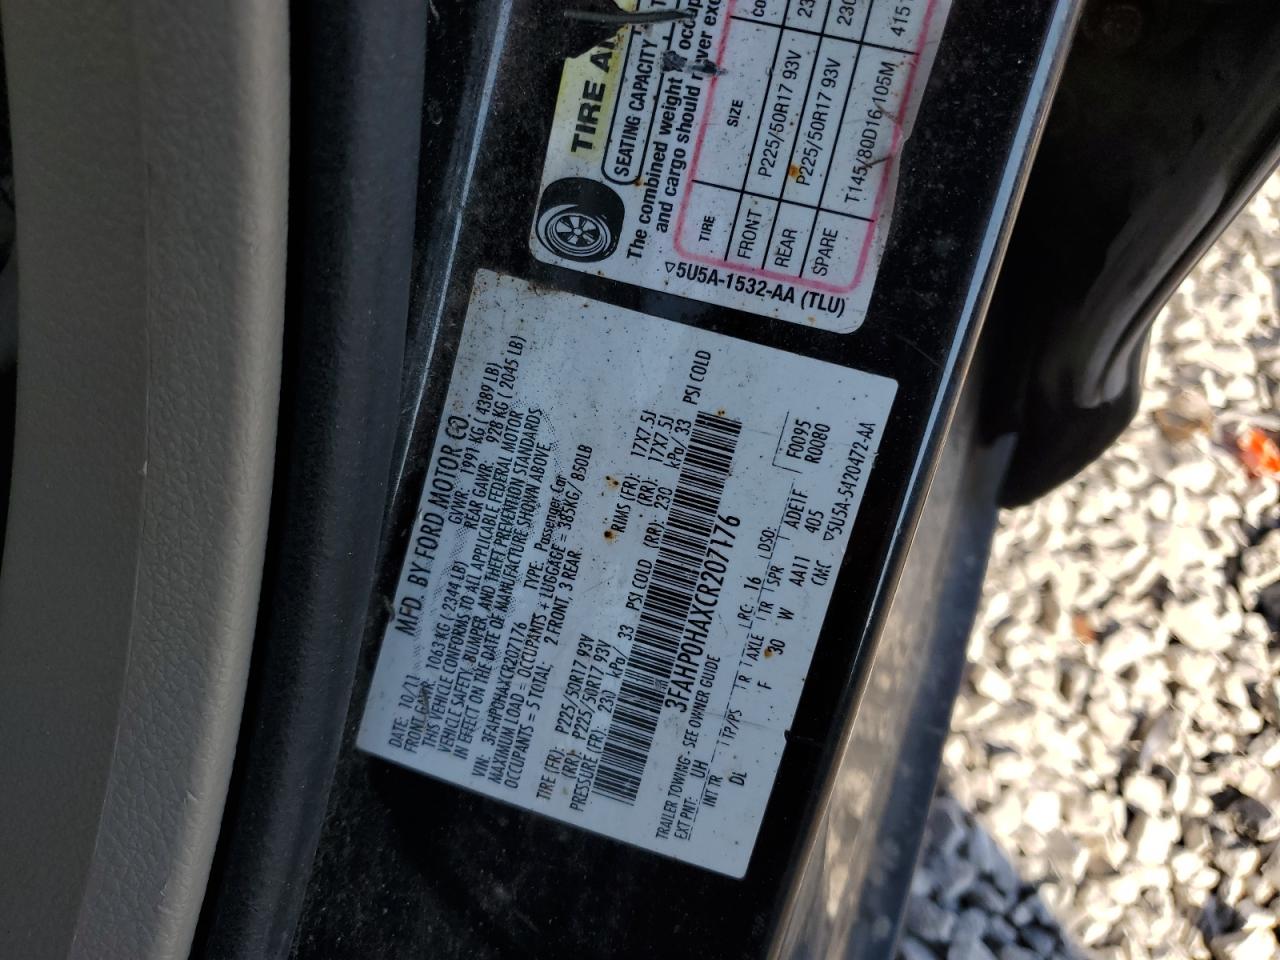 TIRE A
SEATING CAPACITY T
The combined weight occup
and cargo should never exc
TIRE SIZE CO
FRONT P225/50R17 93V 23
REAR P225/50R17 93V 230
SPARE T145/80D16 105M 415
▽5U5A-1532-AA (TLU)
MFD. BY FORD MOTOR CO.
DATE: 10/11 GVWR: 1991 KG ( 4389 LB)
FRONT GAWR: 1063 KG ( 2344 LB) REAR GAWR: 928 KG ( 2045 LB)
THIS VEHICLE CONFORMS TO ALL APPLICABLE FEDERAL MOTOR
VEHICLE SAFETY, BUMPER, AND THEFT PREVENTION STANDARDS
IN EFFECT ON THE DATE OF MANUFACTURE SHOWN ABOVE
VIN: 3FAHP0HAXCR207176 TYPE: Passenger Car
MAXIMUM LOAD = OCCUPANTS + LUGGAGE = 385KG/ 850LB
OCCUPANTS = 5 TOTAL, 2 FRONT, 3 REAR
TIRE (FR): P225/50R17 93V RIMS (FR): 17X7.5J
(RR): P225/50R17 93V (RR): 17X7.5J
PRESSURE (FR): 230 kPa/ 33 PSI COLD (RR): 230 kPa/ 33 PSI COLD
3FAHP0HAXCR207176
TRAILER TOWING - SEE OWNER GUIDE
EXT PNT: UH RC: 16 DSO: F0095
INT TR TP/PS R AXLE TR SPR ADE1F R0080
DL F 30 W AA11 405
CMC ▽5U5A-5420472-AA